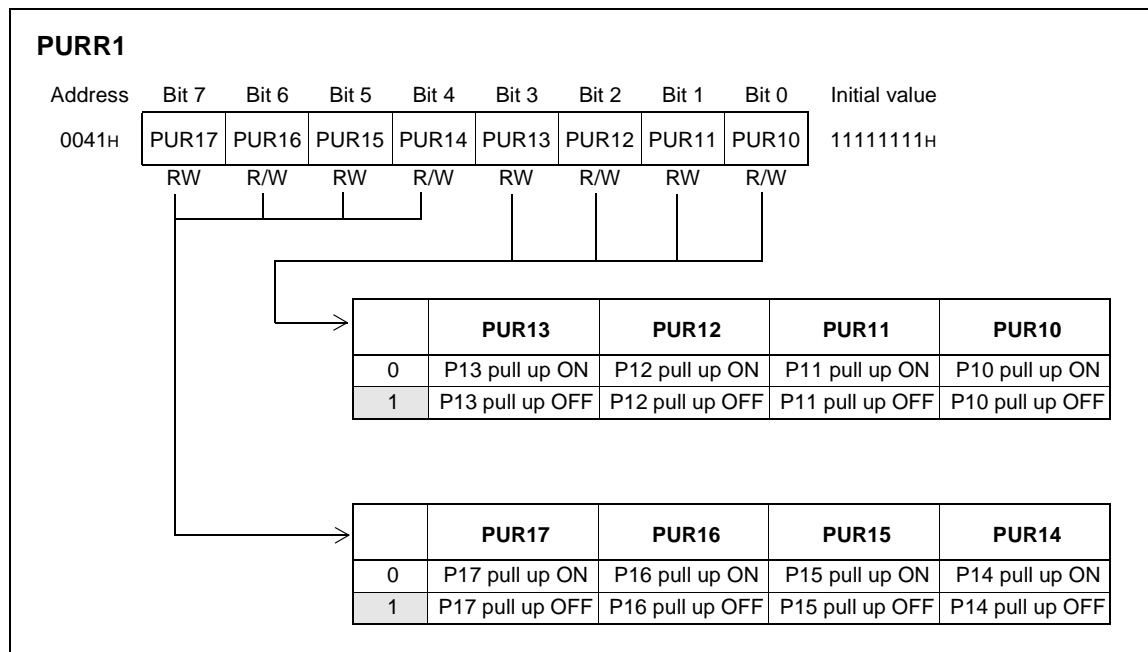 PURR1
Address Bit 7 Bit 6 Bit 5 Bit 4 Bit 3 Bit 2 Bit 1 Bit 0 Initial value
0041H PUR17 PUR16 PUR15 PUR14 PUR13 PUR12 PUR11 PUR10 11111111H
RW R/W RW R/W RW R/W RW R/W
PUR13 PUR12 PUR11 PUR10
0 P13 pull up ON P12 pull up ON P11 pull up ON P10 pull up ON
1 P13 pull up OFF P12 pull up OFF P11 pull up OFF P10 pull up OFF
PUR17 PUR16 PUR15 PUR14
0 P17 pull up ON P16 pull up ON P15 pull up ON P14 pull up ON
1 P17 pull up OFF P16 pull up OFF P15 pull up OFF P14 pull up OFF